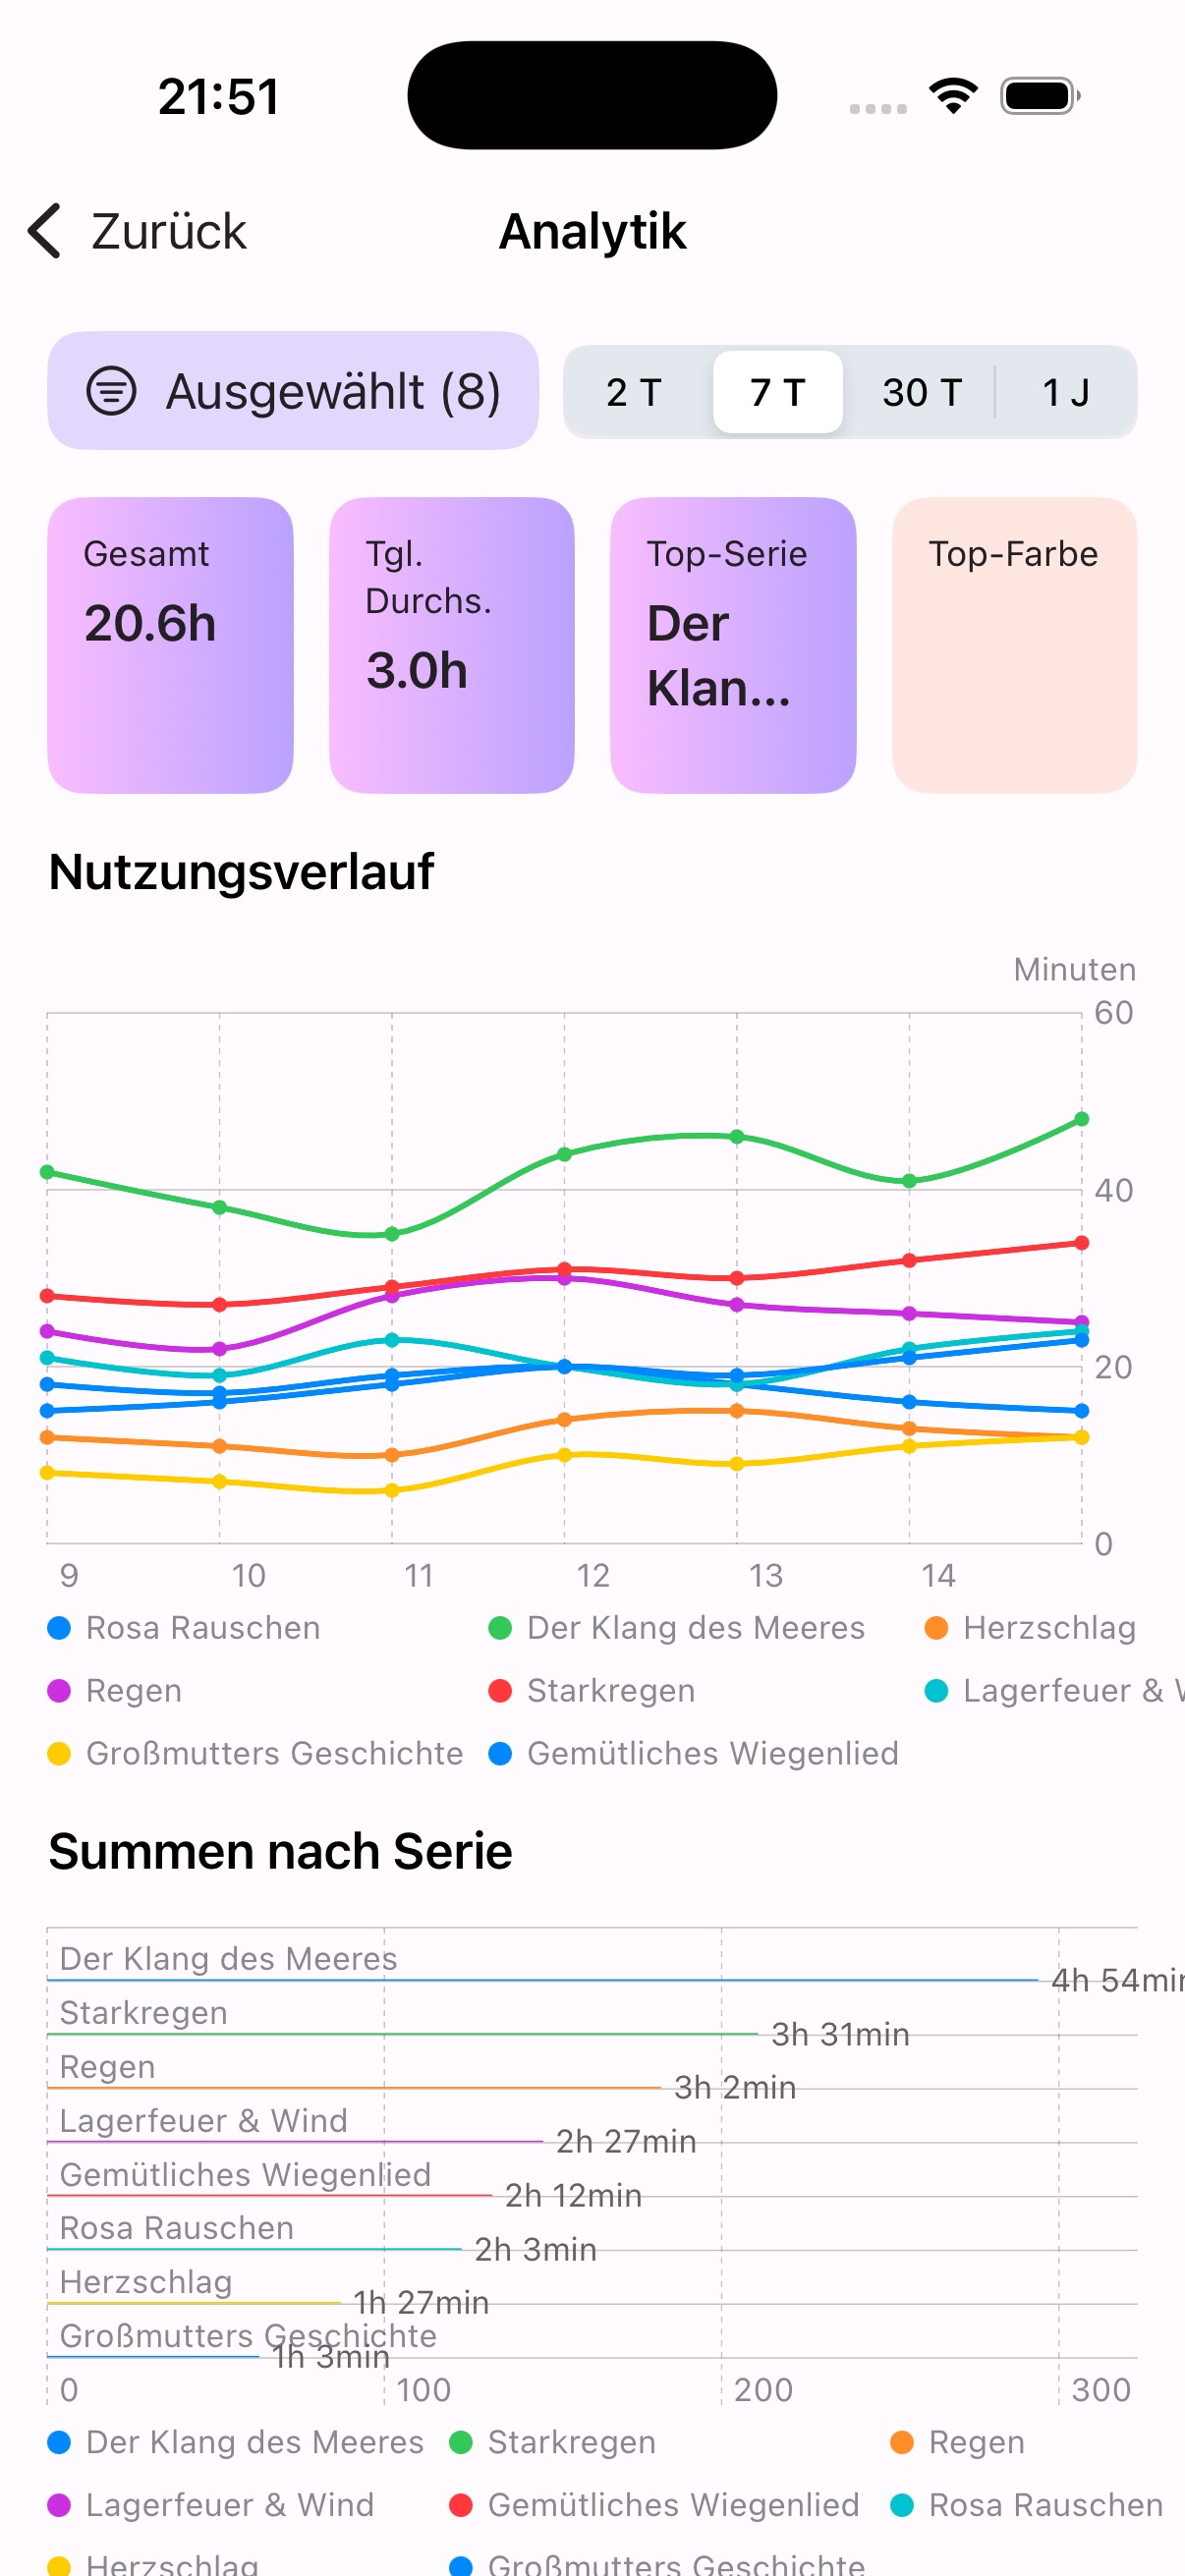 21:51
Zurück
Analytik
Ausgewählt (8)
2 T
7 T
30 T
1 J
Gesamt
20.6h
Tgl.
Durchs.
3.0h
Top-Serie
Der
Klan...
Top-Farbe
Nutzungsverlauf
Minuten
60
40
20
0
9
10
11
12
13
14
Rosa Rauschen
Der Klang des Meeres
Herzschlag
Regen
Starkregen
Lagerfeuer &
Großmutters Geschichte
Gemütliches Wiegenlied
Summen nach Serie
Der Klang des Meeres
4h 54min
Starkregen
3h 31min
Regen
3h 2min
Lagerfeuer & Wind
2h 27min
Gemütliches Wiegenlied
2h 12min
Rosa Rauschen
2h 3min
Herzschlag
1h 27min
Großmutters Geschichte
1h 3min
0
100
200
300
Der Klang des Meeres
Starkregen
Regen
Lagerfeuer & Wind
Gemütliches Wiegenlied
Rosa Rauschen
Herzschlag
Großmutters Geschichte